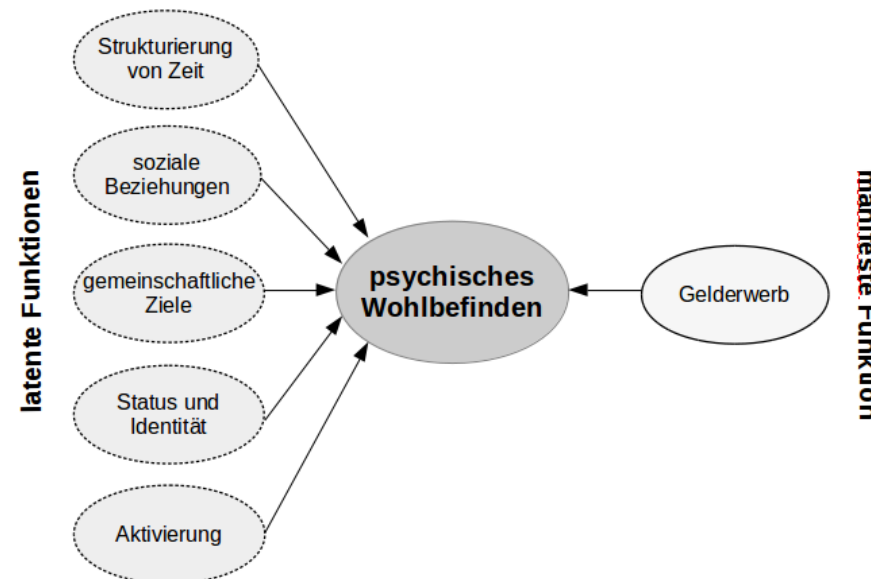 latente Funktionen
Strukturierung
von Zeit
soziale
Beziehungen
gemeinschaftliche
Ziele
Status und
Identität
Aktivierung
psychisches
Wohlbefinden
Gelderwerb
manifeste Funktion